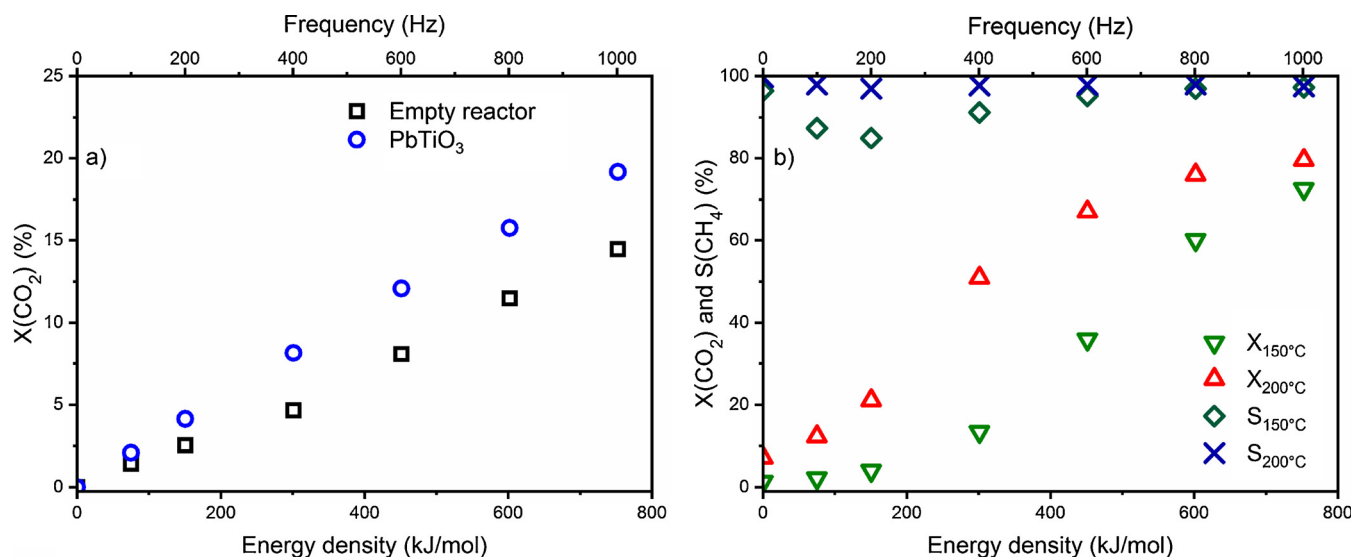 Frequency (Hz)
0 200 400 600 800 1000
25
20
15
10
5
0
X(CO₂) (%)
a)
Empty reactor
PbTiO₃
0 200 400 600 800
Energy density (kJ/mol)
Frequency (Hz)
0 200 400 600 800 1000
100
80
60
40
20
0
X(CO₂) and S(CH₄) (%)
b)
X₁₅₀°C
X₂₀₀°C
S₁₅₀°C
S₂₀₀°C
0 200 400 600 800
Energy density (kJ/mol)